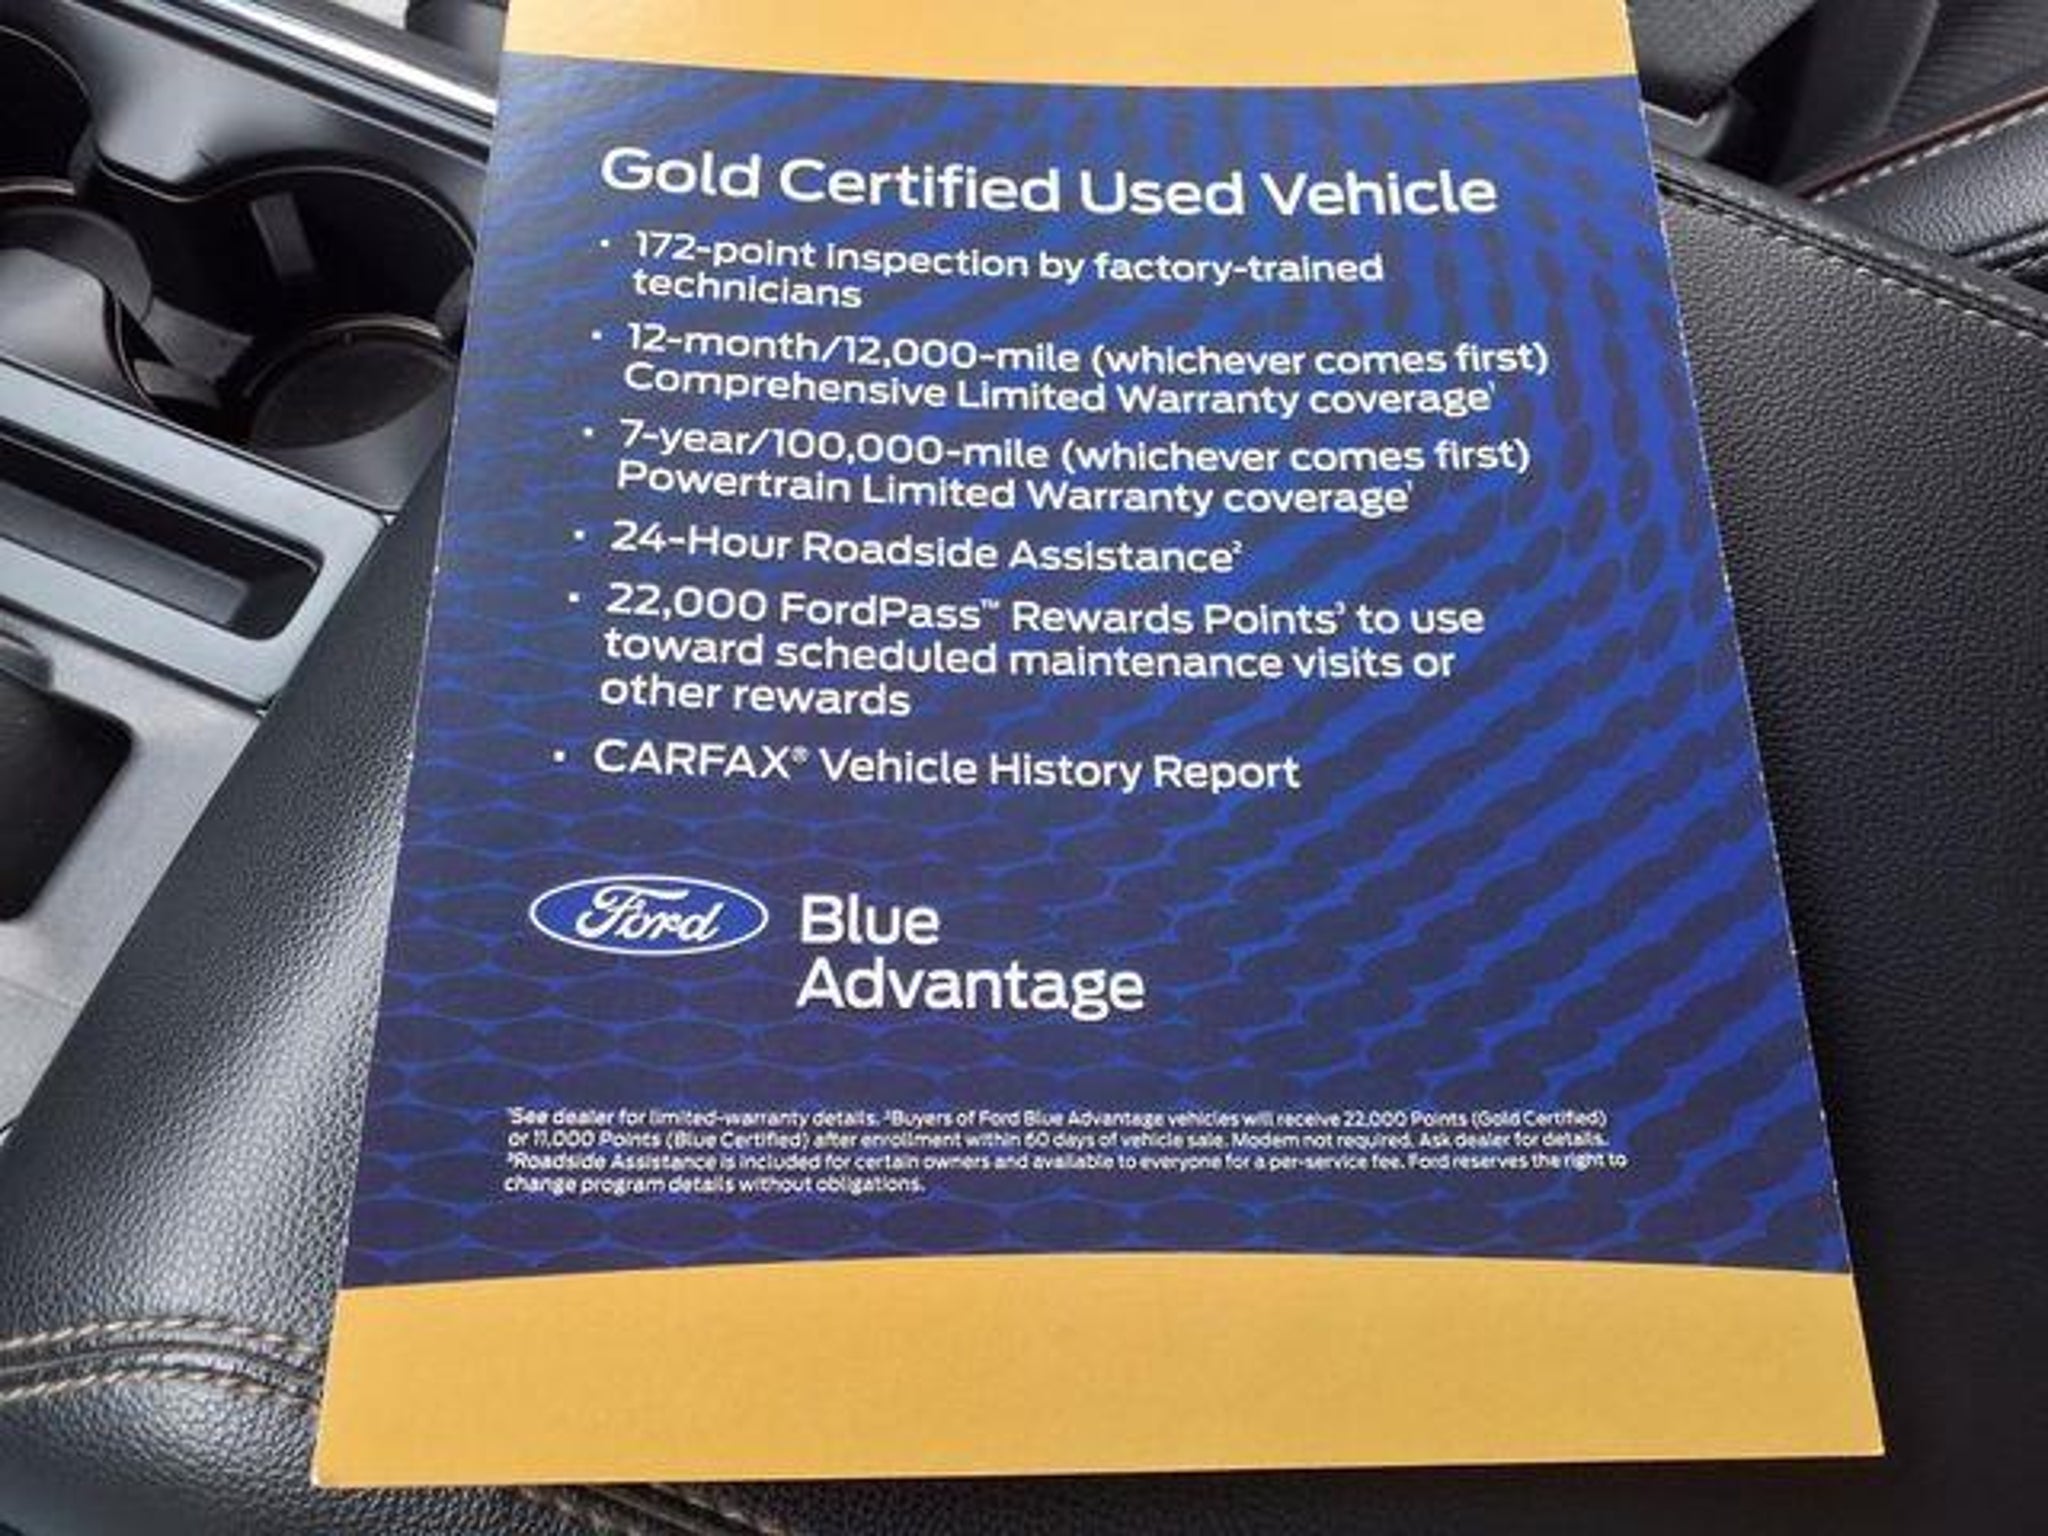 Gold Certified Used Vehicle
• 172-point inspection by factory-trained
technicians
• 12-month/12,000-mile (whichever comes first)
Comprehensive Limited Warranty coverage¹
• 7-year/100,000-mile (whichever comes first)
Powertrain Limited Warranty coverage¹
• 24-Hour Roadside Assistance²
• 22,000 FordPass™ Rewards Points³ to use
toward scheduled maintenance visits or
other rewards
• CARFAX® Vehicle History Report
Ford Blue
Advantage
¹See dealer for limited-warranty details. ²Buyers of Ford Blue Advantage vehicles will receive 22,000 Points (Gold Certified)
or 11,000 Points (Blue Certified) after enrollment within 60 days of vehicle sale. Modem not required. Ask dealer for details.
³Roadside Assistance is included for certain owners and available to everyone for a per-service fee. Ford reserves the right to
change program details without obligations.